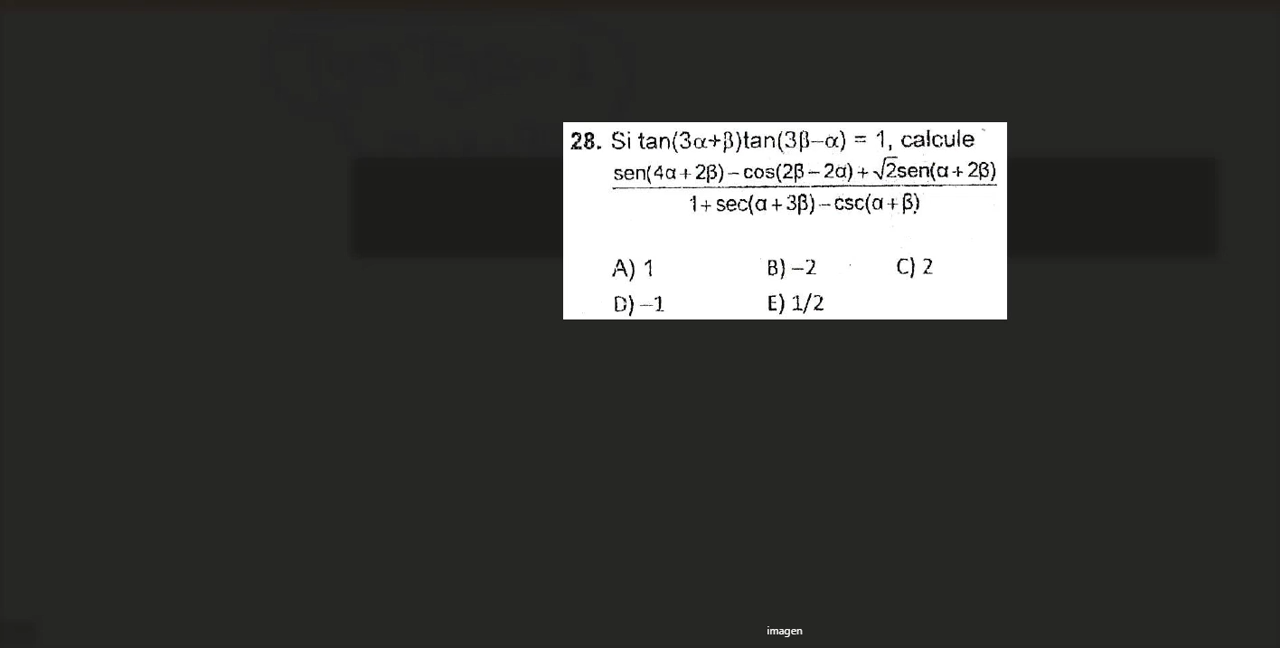 28. Si tan(3α+β)tan(3β−α) = 1, calcule
sen(4α+2β)−cos(2β−2α)+√2sen(α+2β)
1+sec(α+3β)−csc(α+β)
A) 1 B) −2 C) 2
D) −1 E) 1/2
imagen